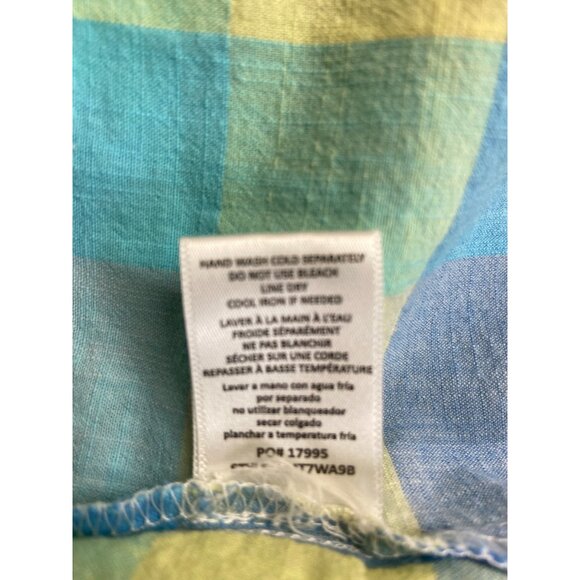 HAND WASH COLD SEPARATELY
DO NOT USE BLEACH
LINE DRY
COOL IRON IF NEEDED
LAVER À LA MAIN À L'EAU
FROIDE SÉPARÉMENT
NE PAS BLANCHIR
SÉCHER SUR UNE CORDE
REPASSER À BASSE TEMPÉRATURE
Lavar a mano con agua fría
por separado
no utilizar blanqueador
secar colgado
planchar a temperatura fría
PO# 17995